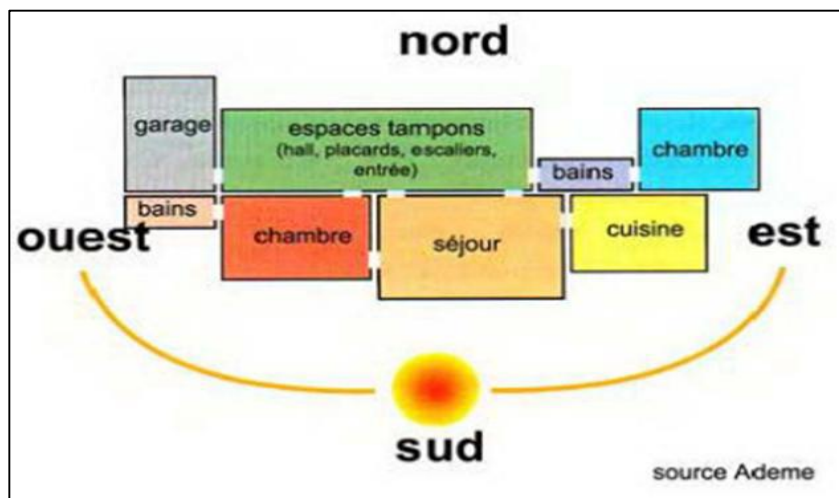 nord
garage
espaces tampons
(hall, placards, escaliers,
entrée)
bains
chambre
bains
chambre
séjour
cuisine
ouest
est
sud
source Ademe